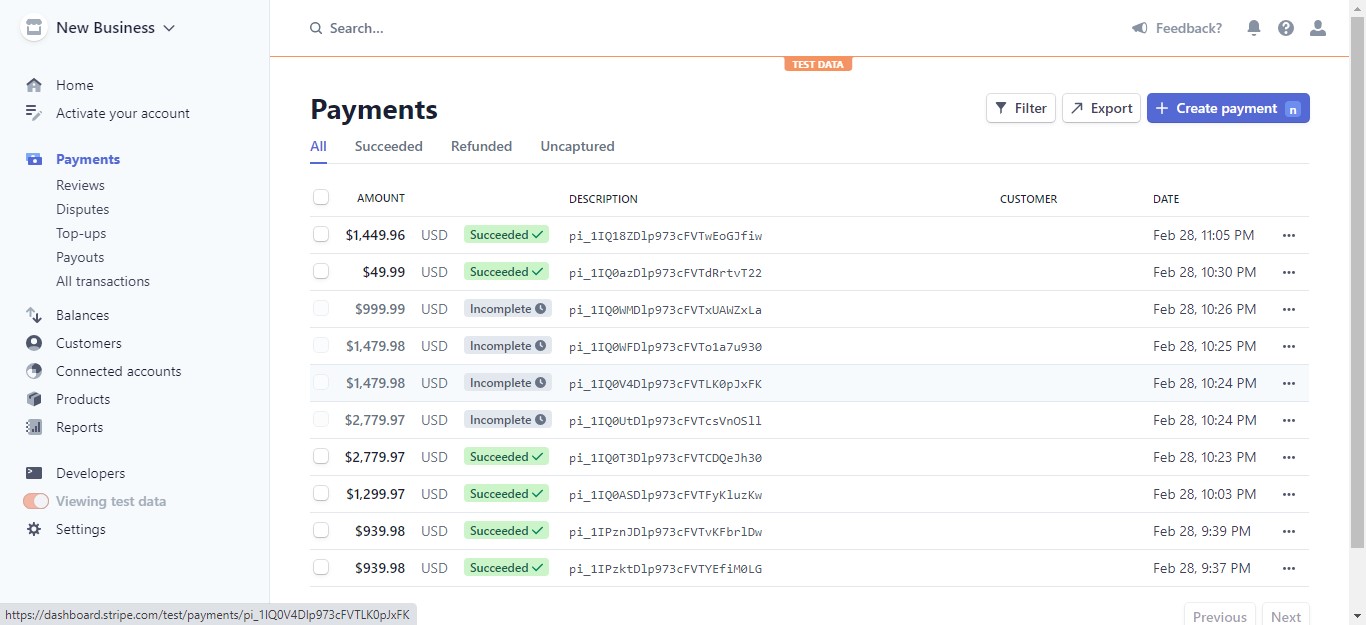 New Business
Search...
Feedback?
TEST DATA
Home
Activate your account
Payments
Reviews
Disputes
Top-ups
Payouts
All transactions
Balances
Customers
Connected accounts
Products
Reports
Developers
Viewing test data
Settings
Payments
Filter
Export
Create payment n
All Succeeded Refunded Uncaptured
AMOUNT DESCRIPTION CUSTOMER DATE
$1,449.96 USD Succeeded pi_1IQ18ZDlp973cFVTwEoGJfiw Feb 28, 11:05 PM
$49.99 USD Succeeded pi_1IQ0azDlp973cFVTdRrtvT22 Feb 28, 10:30 PM
$999.99 USD Incomplete pi_1IQ0WMDlp973cFVTxUAWZxLa Feb 28, 10:26 PM
$1,479.98 USD Incomplete pi_1IQ0WFDlp973cFVTo1a7u930 Feb 28, 10:25 PM
$1,479.98 USD Incomplete pi_1IQ0V4Dlp973cFVTLK0pJxFK Feb 28, 10:24 PM
$2,779.97 USD Incomplete pi_1IQ0UtDlp973cFVTcsVnOSll Feb 28, 10:24 PM
$2,779.97 USD Succeeded pi_1IQ0T3Dlp973cFVTCDQeJh30 Feb 28, 10:23 PM
$1,299.97 USD Succeeded pi_1IQ0ASDlp973cFVTFyKluzKw Feb 28, 10:03 PM
$939.98 USD Succeeded pi_1IPznJDlp973cFVTvKFbrlDw Feb 28, 9:39 PM
$939.98 USD Succeeded pi_1IPzktDlp973cFVTYEfiM0LG Feb 28, 9:37 PM
Previous Next
https://dashboard.stripe.com/test/payments/pi_1IQ0V4Dlp973cFVTLK0pJxFK